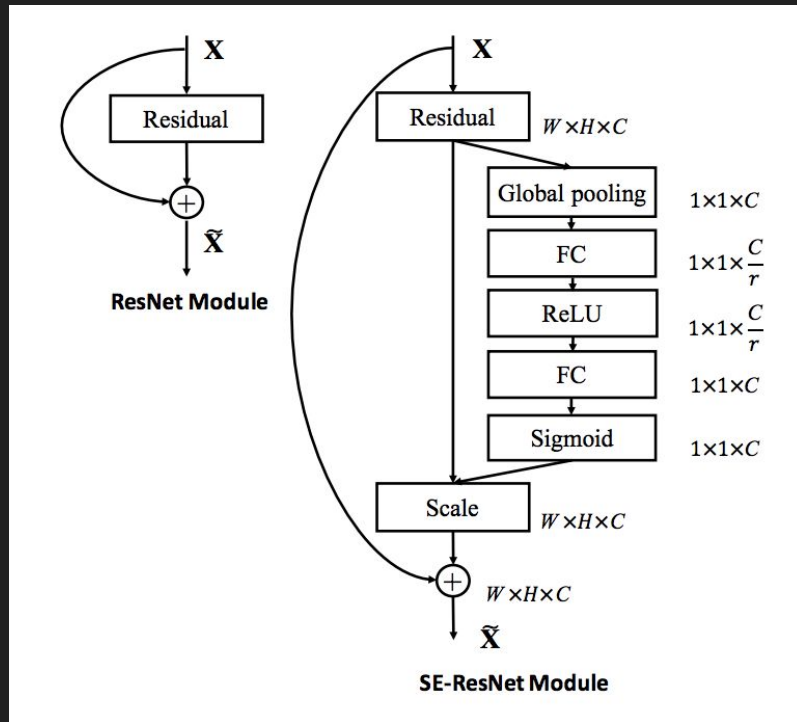 X
Residual
+
X̃
ResNet Module
X
Residual
W×H×C
Global pooling
1×1×C
FC
1×1×C/r
ReLU
1×1×C/r
FC
1×1×C
Sigmoid
1×1×C
Scale
W×H×C
+
W×H×C
X̃
SE-ResNet Module